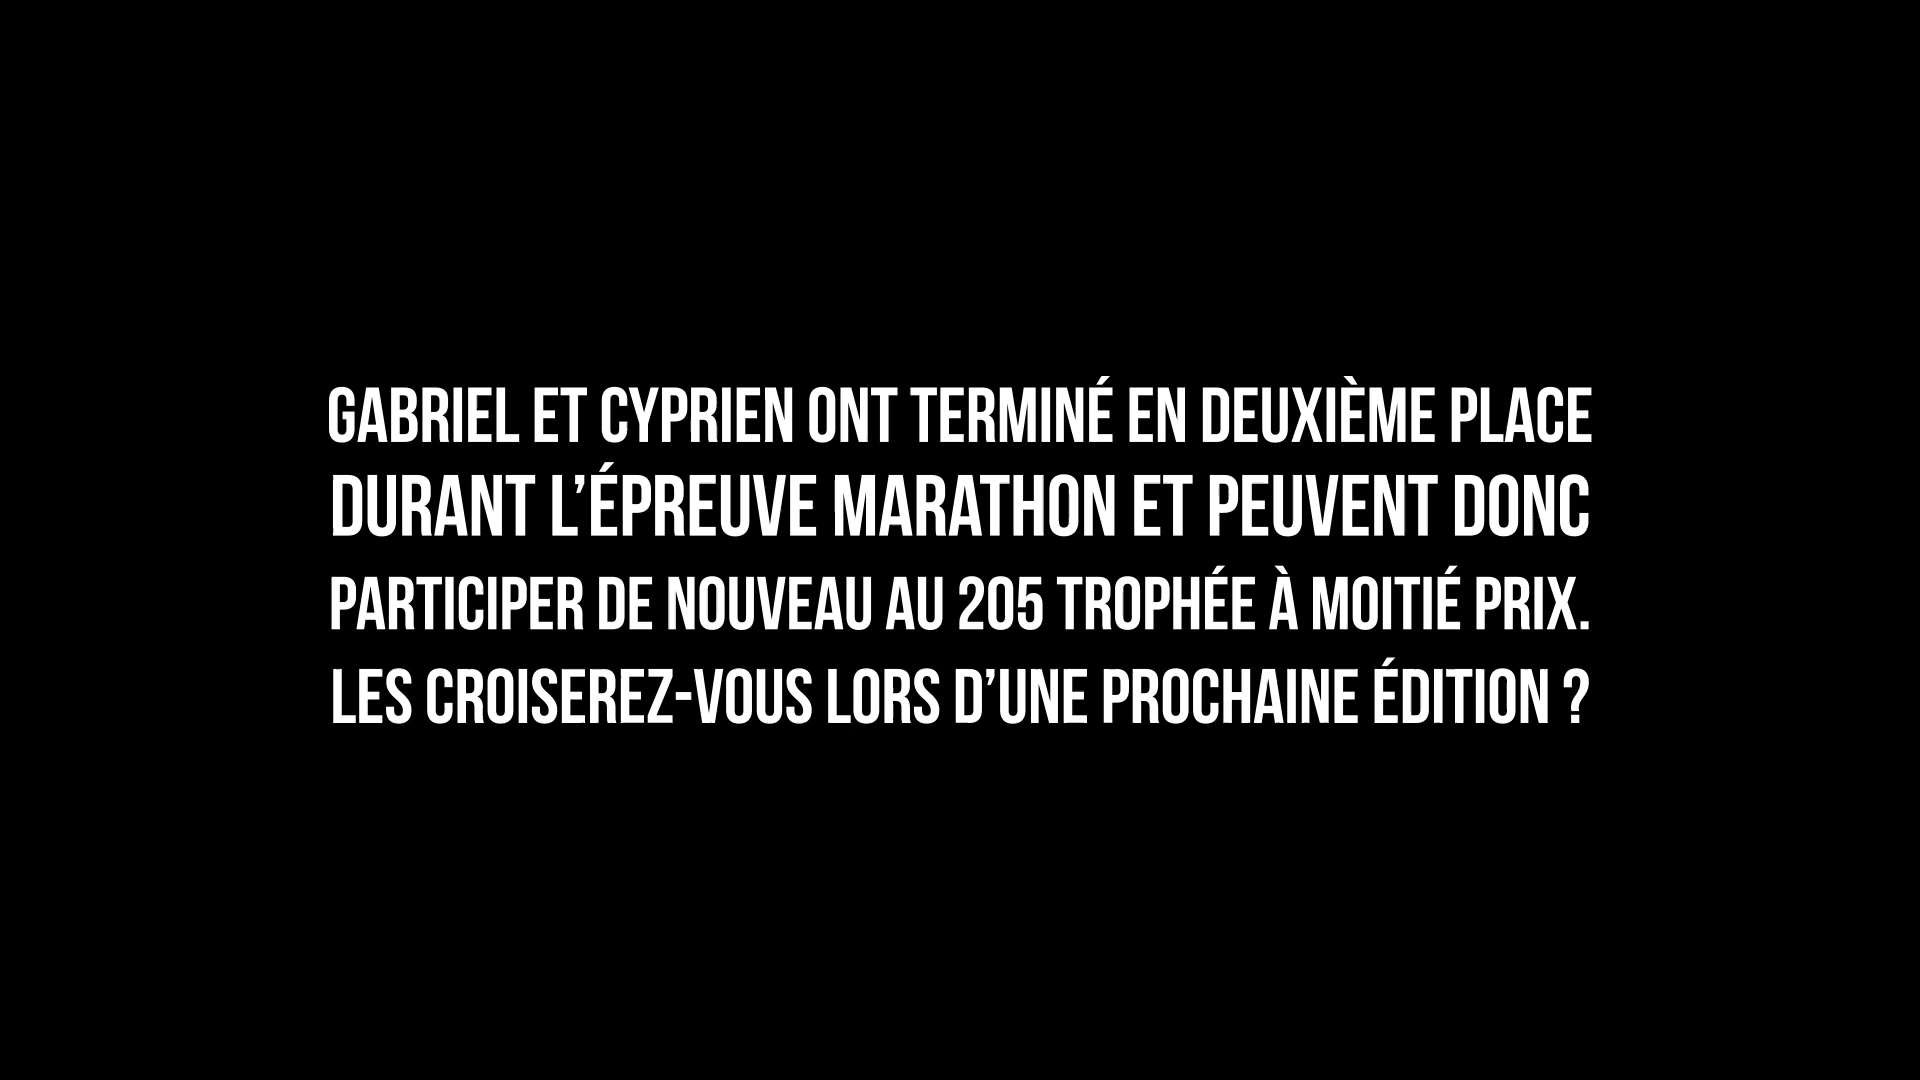 GABRIEL ET CYPRIEN ONT TERMINÉ EN DEUXIÈME PLACE
DURANT L’ÉPREUVE MARATHON ET PEUVENT DONC
PARTICIPER DE NOUVEAU AU 205 TROPHÉE À MOITIÉ PRIX.
LES CROISEREZ-VOUS LORS D’UNE PROCHAINE ÉDITION ?